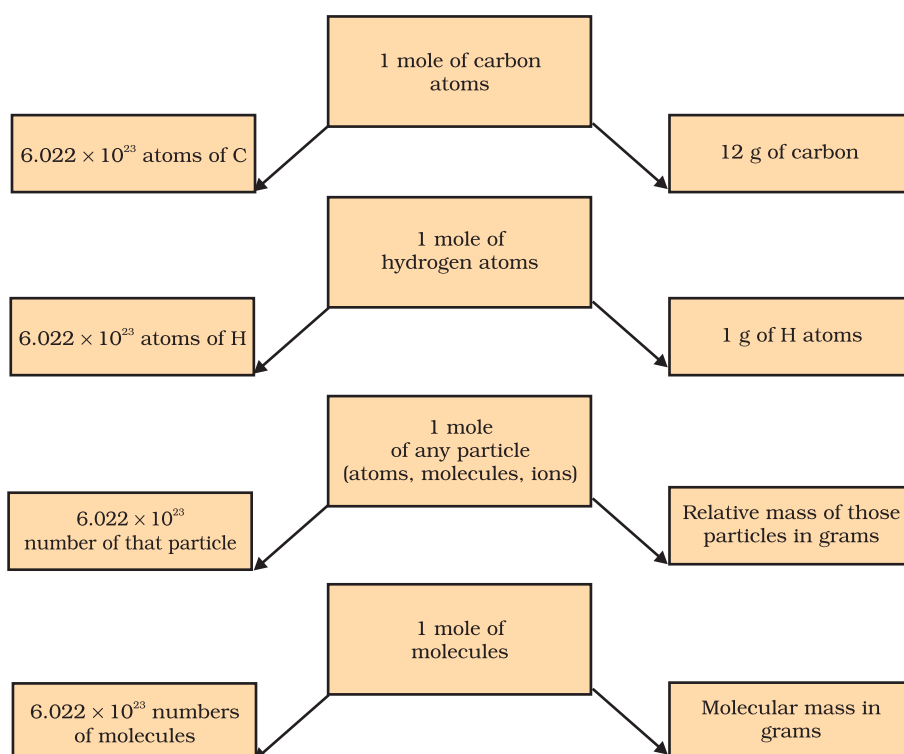 1 mole of carbon
atoms
6.022 × 10²³ atoms of C
12 g of carbon
1 mole of
hydrogen atoms
6.022 × 10²³ atoms of H
1 g of H atoms
1 mole
of any particle
(atoms, molecules, ions)
6.022 × 10²³
number of that particle
Relative mass of those
particles in grams
1 mole of
molecules
6.022 × 10²³ numbers
of molecules
Molecular mass in
grams